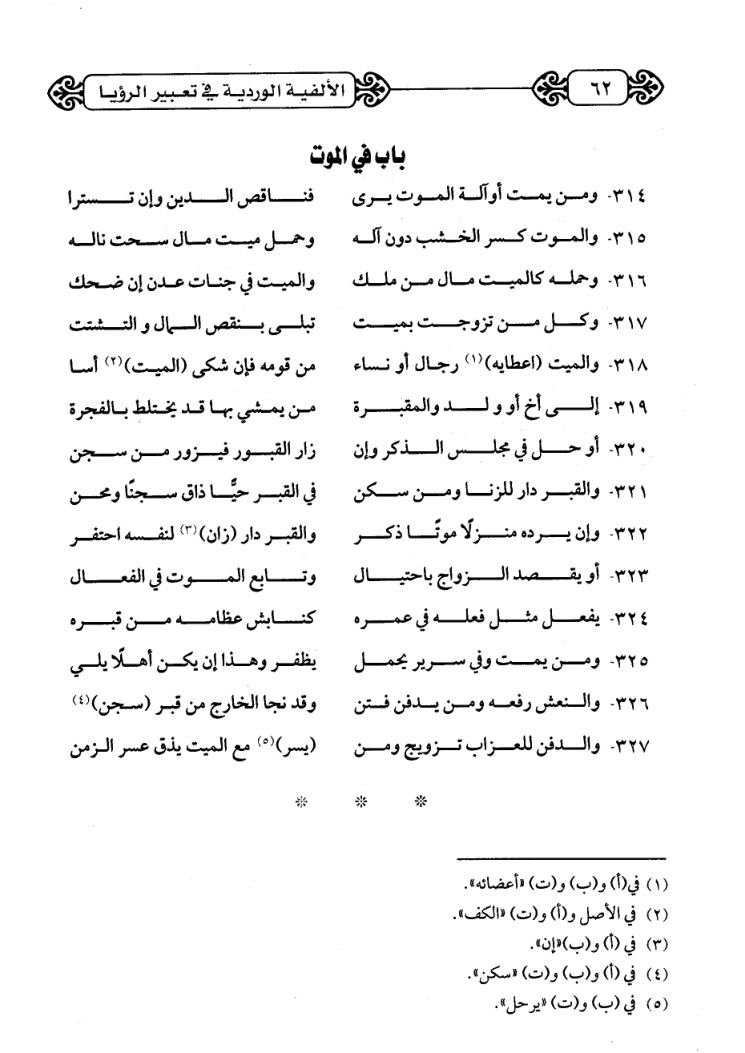 ٦٢
الألفية الوردية في تعبير الرؤيا
باب في الموت
٣١٤- ومن يمت أو آلة الموت يرى فناقص الدين وإن تسترا
٣١٥- والموت كسر الخشب دون آله وحمل ميت مال سحت ناله
٣١٦- وحمله كالميت مال من ملك والميت في جنات عدن إن ضحك
٣١٧- وكل من تزوجت بميت تبلى بنقص المال و التشتت
٣١٨- والميت (اعطايه)(١) رجال أو نساء من قومه فإن شكى (الميت)(٢) أسا
٣١٩- إلى أخ أو ولد والمقبرة من يمشي بها قد يختلط بالفجرة
٣٢٠- أو حل في مجلس الذكر وإن زار القبور فيزور من سجن
٣٢١- والقبر دار للزنا ومن سكن في القبر حيًّا ذاق سجنًا ومحن
٣٢٢- وإن يرده منزلًا موتًا ذكر والقبر دار (زان)(٣) لنفسه احتفر
٣٢٣- أو يقصد الزواج باحتيال وتابع الموت في الفعال
٣٢٤- يفعل مثل فعله في عمره كنابش عظامه من قبره
٣٢٥- ومن يمت وفي سرير يحمل يظفر وهذا إن يكن أهلًا يلي
٣٢٦- والنعش رفعه ومن يدفن فتن وقد نجا الخارج من قبر (سجن)(٤)
٣٢٧- والدفن للعزاب تزويج ومن (يسر)(٥) مع الميت يذق عسر الزمن
* * *
(١) في(أ) و(ب) و(ت) «أعضائه».
(٢) في الأصل و(أ) و(ت) «الكف».
(٣) في (أ) و(ب)«إن».
(٤) في (أ) و(ب) و(ت) «سكن».
(٥) في (ب) و(ت) «يرحل».